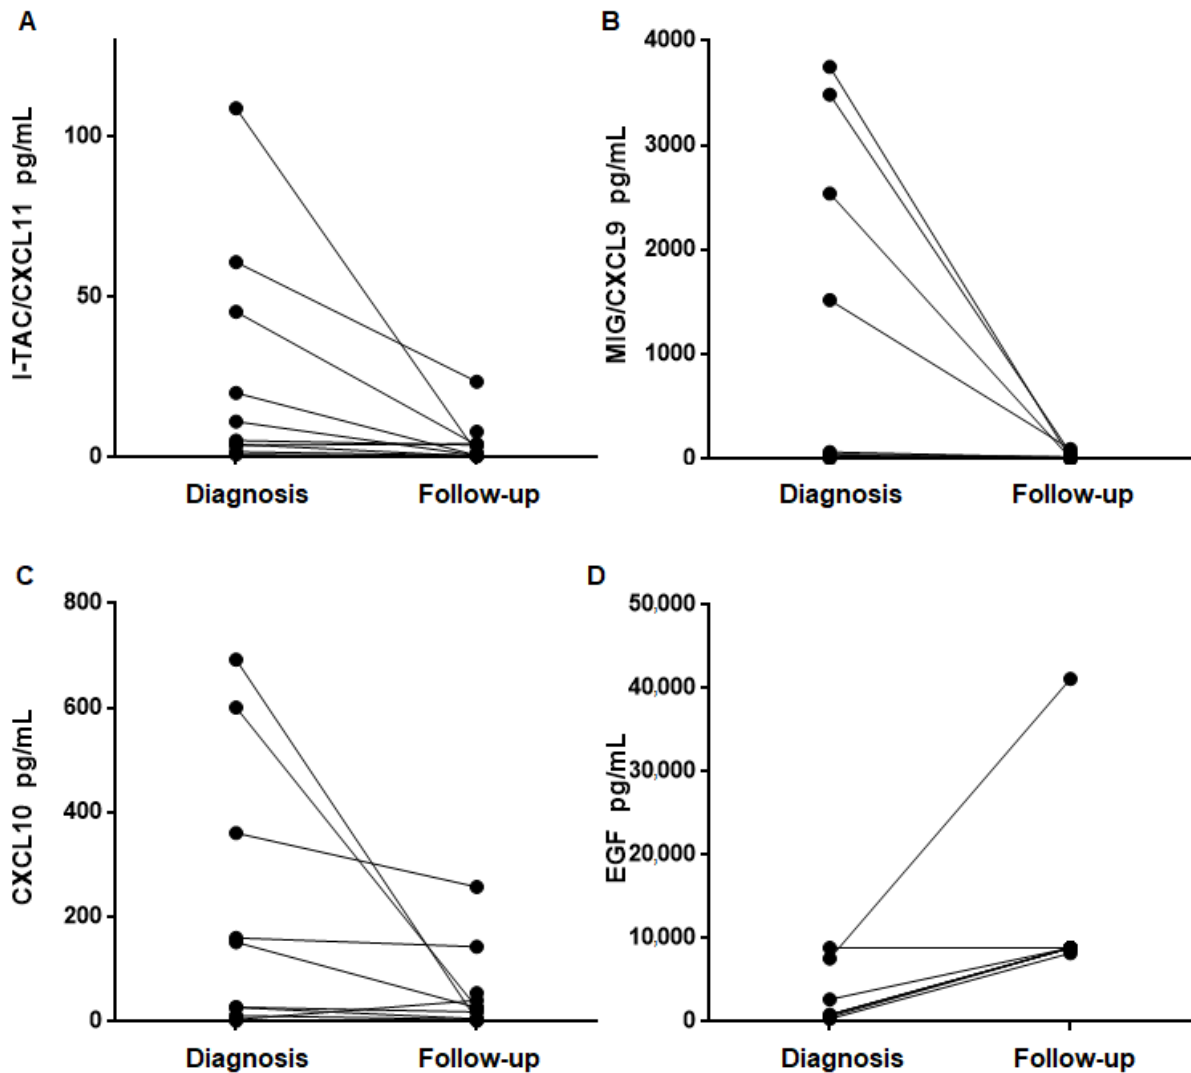 A
I-TAC/CXCL11 pg/mL
100
50
0
Diagnosis Follow-up
B
MIG/CXCL9 pg/mL
4000
3000
2000
1000
0
Diagnosis Follow-up
C
CXCL10 pg/mL
800
600
400
200
0
Diagnosis Follow-up
D
EGF pg/mL
50,000
40,000
30,000
20,000
10,000
0
Diagnosis Follow-up